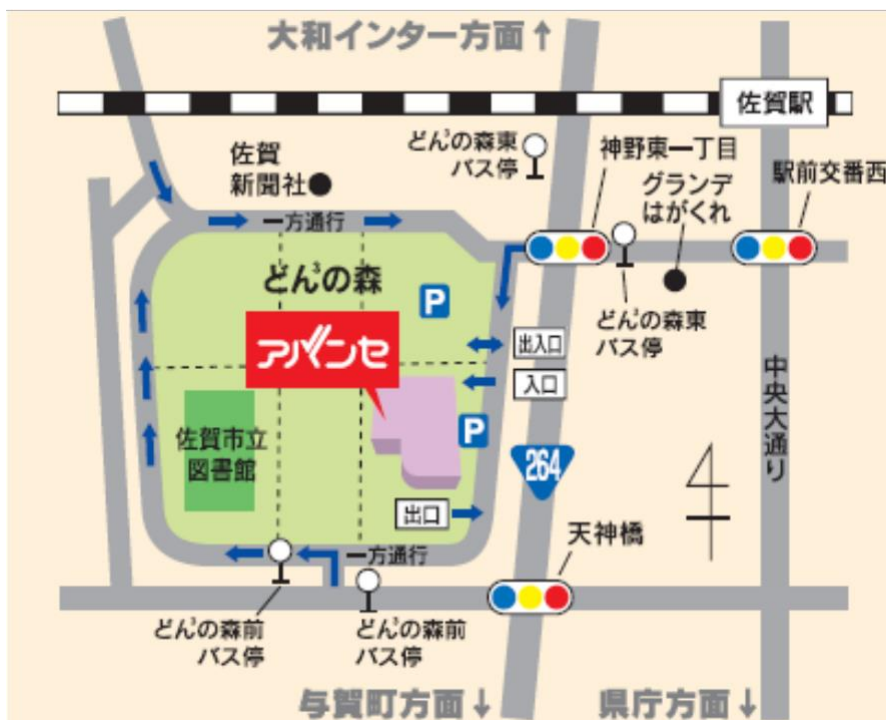 大和インター方面↑
佐賀駅
どん³の森東
バス停
神野東一丁目
佐賀
新聞社
グランデ
はがくれ
駅前交番西
一方通行
どん³の森
P
アバンセ
どん³の森東
バス停
出入口
入口
中央大通り
佐賀市立
図書館
P
264
出口
天神橋
一方通行
どん³の森前
バス停
どん³の森前
バス停
与賀町方面↓
県庁方面↓